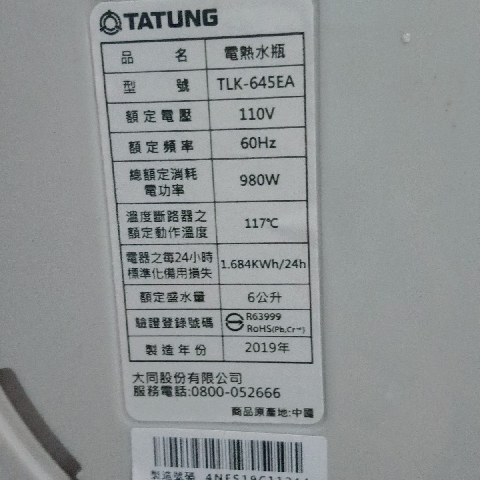 TATUNG
品名 電熱水瓶
型號 TLK-645EA
額定電壓 110V
額定頻率 60Hz
總額定消耗
電功率 980W
溫度斷路器之
額定動作溫度 117℃
電器之每24小時
標準化備用損失 1.684KWh/24h
額定盛水量 6公升
驗證登錄號碼 R63999
RoHS(Pb,Cr⁺⁶)
製造年份 2019年
大同股份有限公司
服務電話:0800-052666
商品原產地:中國
製造號碼